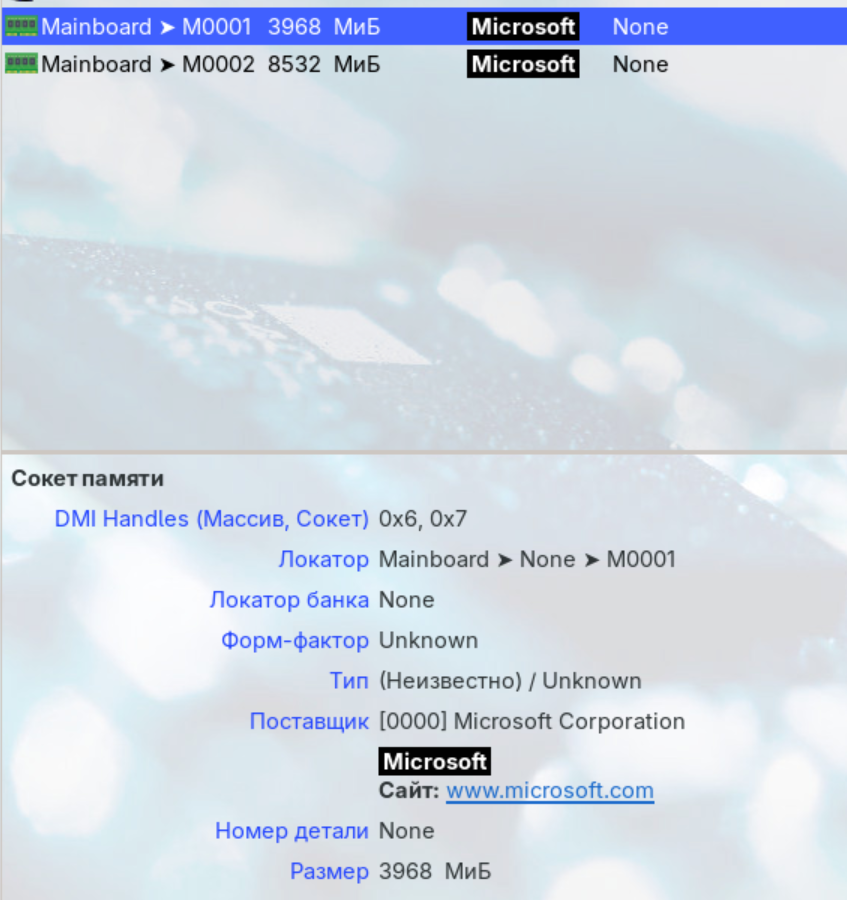 Mainboard ➤ M0001 3968 МиБ Microsoft None
Mainboard ➤ M0002 8532 МиБ Microsoft None
Сокет памяти
DMI Handles (Массив, Сокет) 0x6, 0x7
Локатор Mainboard ➤ None ➤ M0001
Локатор банка None
Форм-фактор Unknown
Тип (Неизвестно) / Unknown
Поставщик [0000] Microsoft Corporation
Microsoft
Сайт: www.microsoft.com
Номер детали None
Размер 3968 МиБ